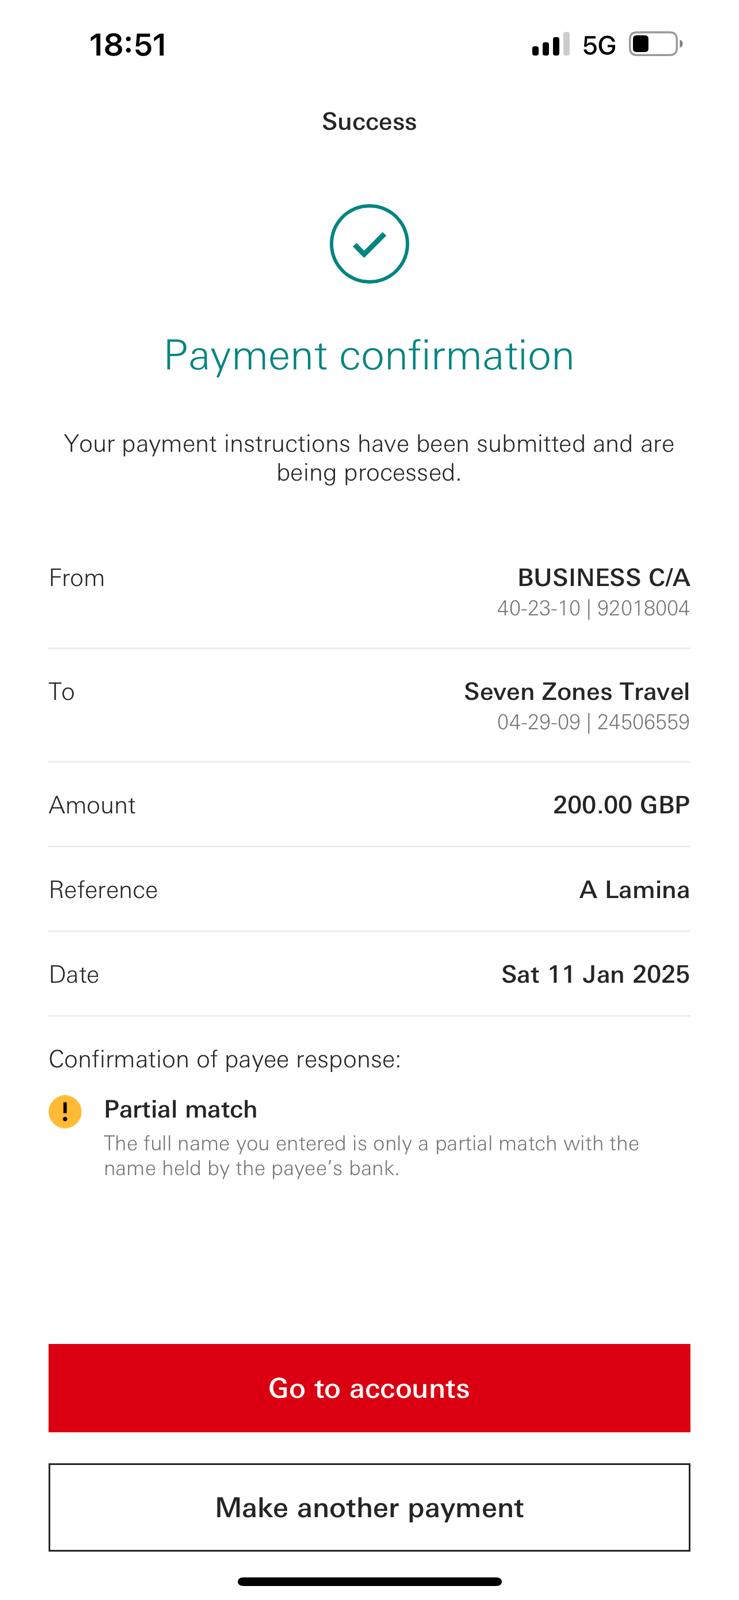 18:51 5G
Success
Payment confirmation
Your payment instructions have been submitted and are
being processed.
From BUSINESS C/A
40-23-10 | 92018004
To Seven Zones Travel
04-29-09 | 24506559
Amount 200.00 GBP
Reference A Lamina
Date Sat 11 Jan 2025
Confirmation of payee response:
! Partial match
The full name you entered is only a partial match with the
name held by the payee’s bank.
Go to accounts
Make another payment